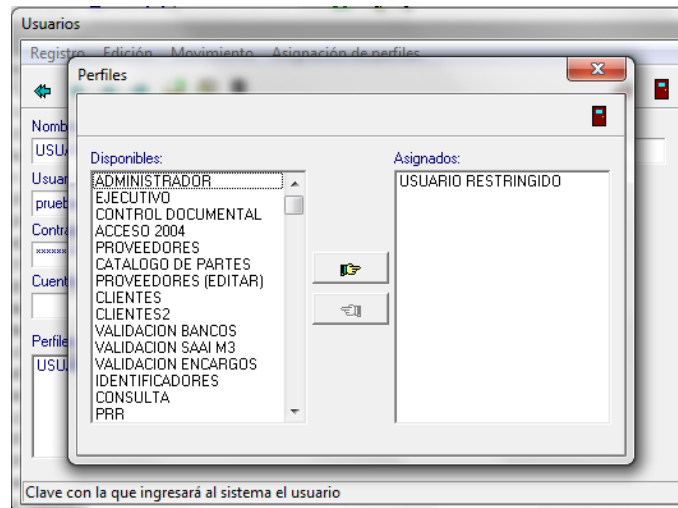 Usuarios
Registro Edición Movimiento Asignación de perfiles
Perfiles
Nomb
USU
Usuar
prueb
Contra
xxxxxx
Cuent
Perfile
USU
Disponibles:
ADMINISTRADOR
EJECUTIVO
CONTROL DOCUMENTAL
ACCESO 2004
PROVEEDORES
CATALOGO DE PARTES
PROVEEDORES (EDITAR)
CLIENTES
CLIENTES2
VALIDACION BANCOS
VALIDACION SAAI M3
VALIDACION ENCARGOS
IDENTIFICADORES
CONSULTA
PRR
Asignados:
USUARIO RESTRINGIDO
Clave con la que ingresará al sistema el usuario